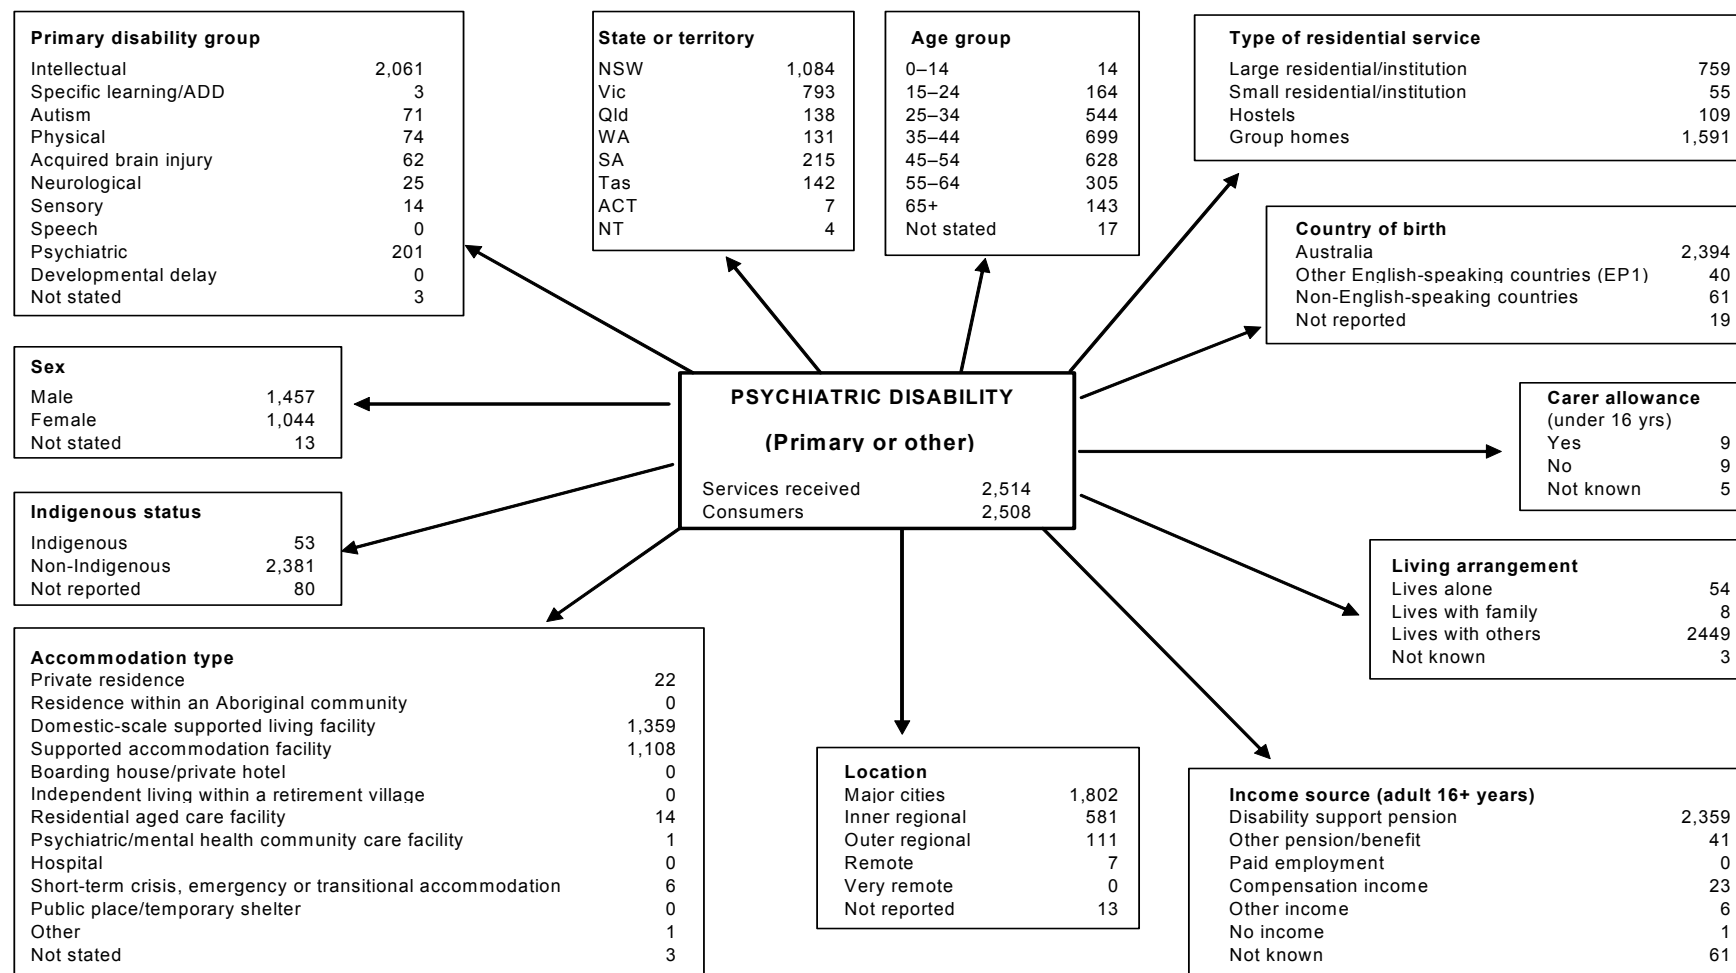 Primary disability group
Intellectual 2,061
Specific learning/ADD 3
Autism 71
Physical 74
Acquired brain injury 62
Neurological 25
Sensory 14
Speech 0
Psychiatric 201
Developmental delay 0
Not stated 3
State or territory
NSW 1,084
Vic 793
Qld 138
WA 131
SA 215
Tas 142
ACT 7
NT 4
Age group
0–14 14
15–24 164
25–34 544
35–44 699
45–54 628
55–64 305
65+ 143
Not stated 17
Type of residential service
Large residential/institution 759
Small residential/institution 55
Hostels 109
Group homes 1,591
Country of birth
Australia 2,394
Other English-speaking countries (EP1) 40
Non-English-speaking countries 61
Not reported 19
Sex
Male 1,457
Female 1,044
Not stated 13
PSYCHIATRIC DISABILITY
(Primary or other)
Services received 2,514
Consumers 2,508
Carer allowance
(under 16 yrs)
Yes 9
No 9
Not known 5
Indigenous status
Indigenous 53
Non-Indigenous 2,381
Not reported 80
Living arrangement
Lives alone 54
Lives with family 8
Lives with others 2449
Not known 3
Accommodation type
Private residence 22
Residence within an Aboriginal community 0
Domestic-scale supported living facility 1,359
Supported accommodation facility 1,108
Boarding house/private hotel 0
Independent living within a retirement village 0
Residential aged care facility 14
Psychiatric/mental health community care facility 1
Hospital 0
Short-term crisis, emergency or transitional accommodation 6
Public place/temporary shelter 0
Other 1
Not stated 3
Location
Major cities 1,802
Inner regional 581
Outer regional 111
Remote 7
Very remote 0
Not reported 13
Income source (adult 16+ years)
Disability support pension 2,359
Other pension/benefit 41
Paid employment 0
Compensation income 23
Other income 6
No income 1
Not known 61